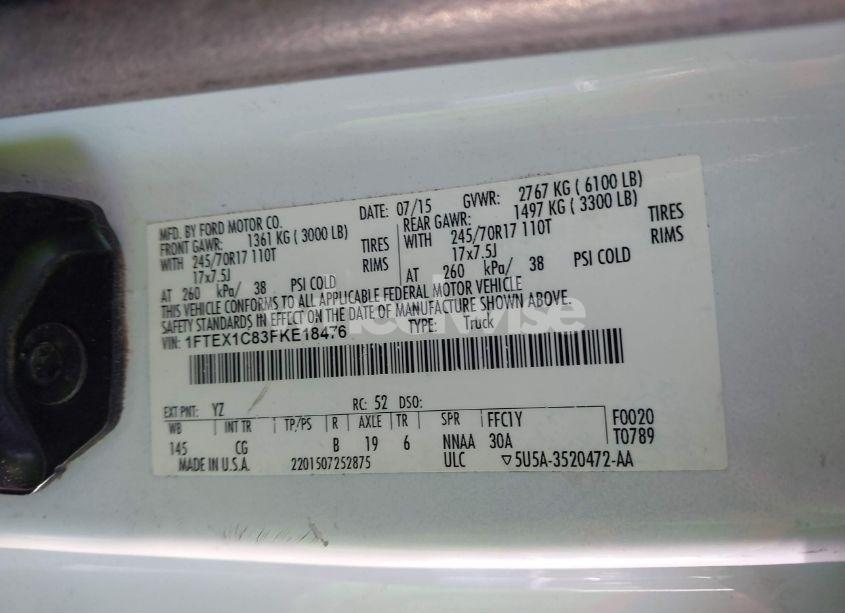 MFD. BY FORD MOTOR CO. DATE: 07/15 GVWR: 2767 KG ( 6100 LB)
FRONT GAWR: 1361 KG ( 3000 LB) REAR GAWR: 1497 KG ( 3300 LB)
WITH 245/70R17 110T TIRES WITH 245/70R17 110T TIRES
17x7.5J RIMS 17x7.5J RIMS
AT 260 kPa/ 38 PSI COLD AT 260 kPa/ 38 PSI COLD
THIS VEHICLE CONFORMS TO ALL APPLICABLE FEDERAL MOTOR VEHICLE
SAFETY STANDARDS IN EFFECT ON THE DATE OF MANUFACTURE SHOWN ABOVE.
VIN: 1FTEX1C83FKE18476 TYPE: Truck
EXT PNT: YZ RC: 52 DSO:
WB INT TR TP/PS R AXLE TR SPR FFC1Y F0020
145 CG B 19 6 NNAA 30A T0789
MADE IN U.S.A. 2201507252875 ULC ▽5U5A-3520472-AA